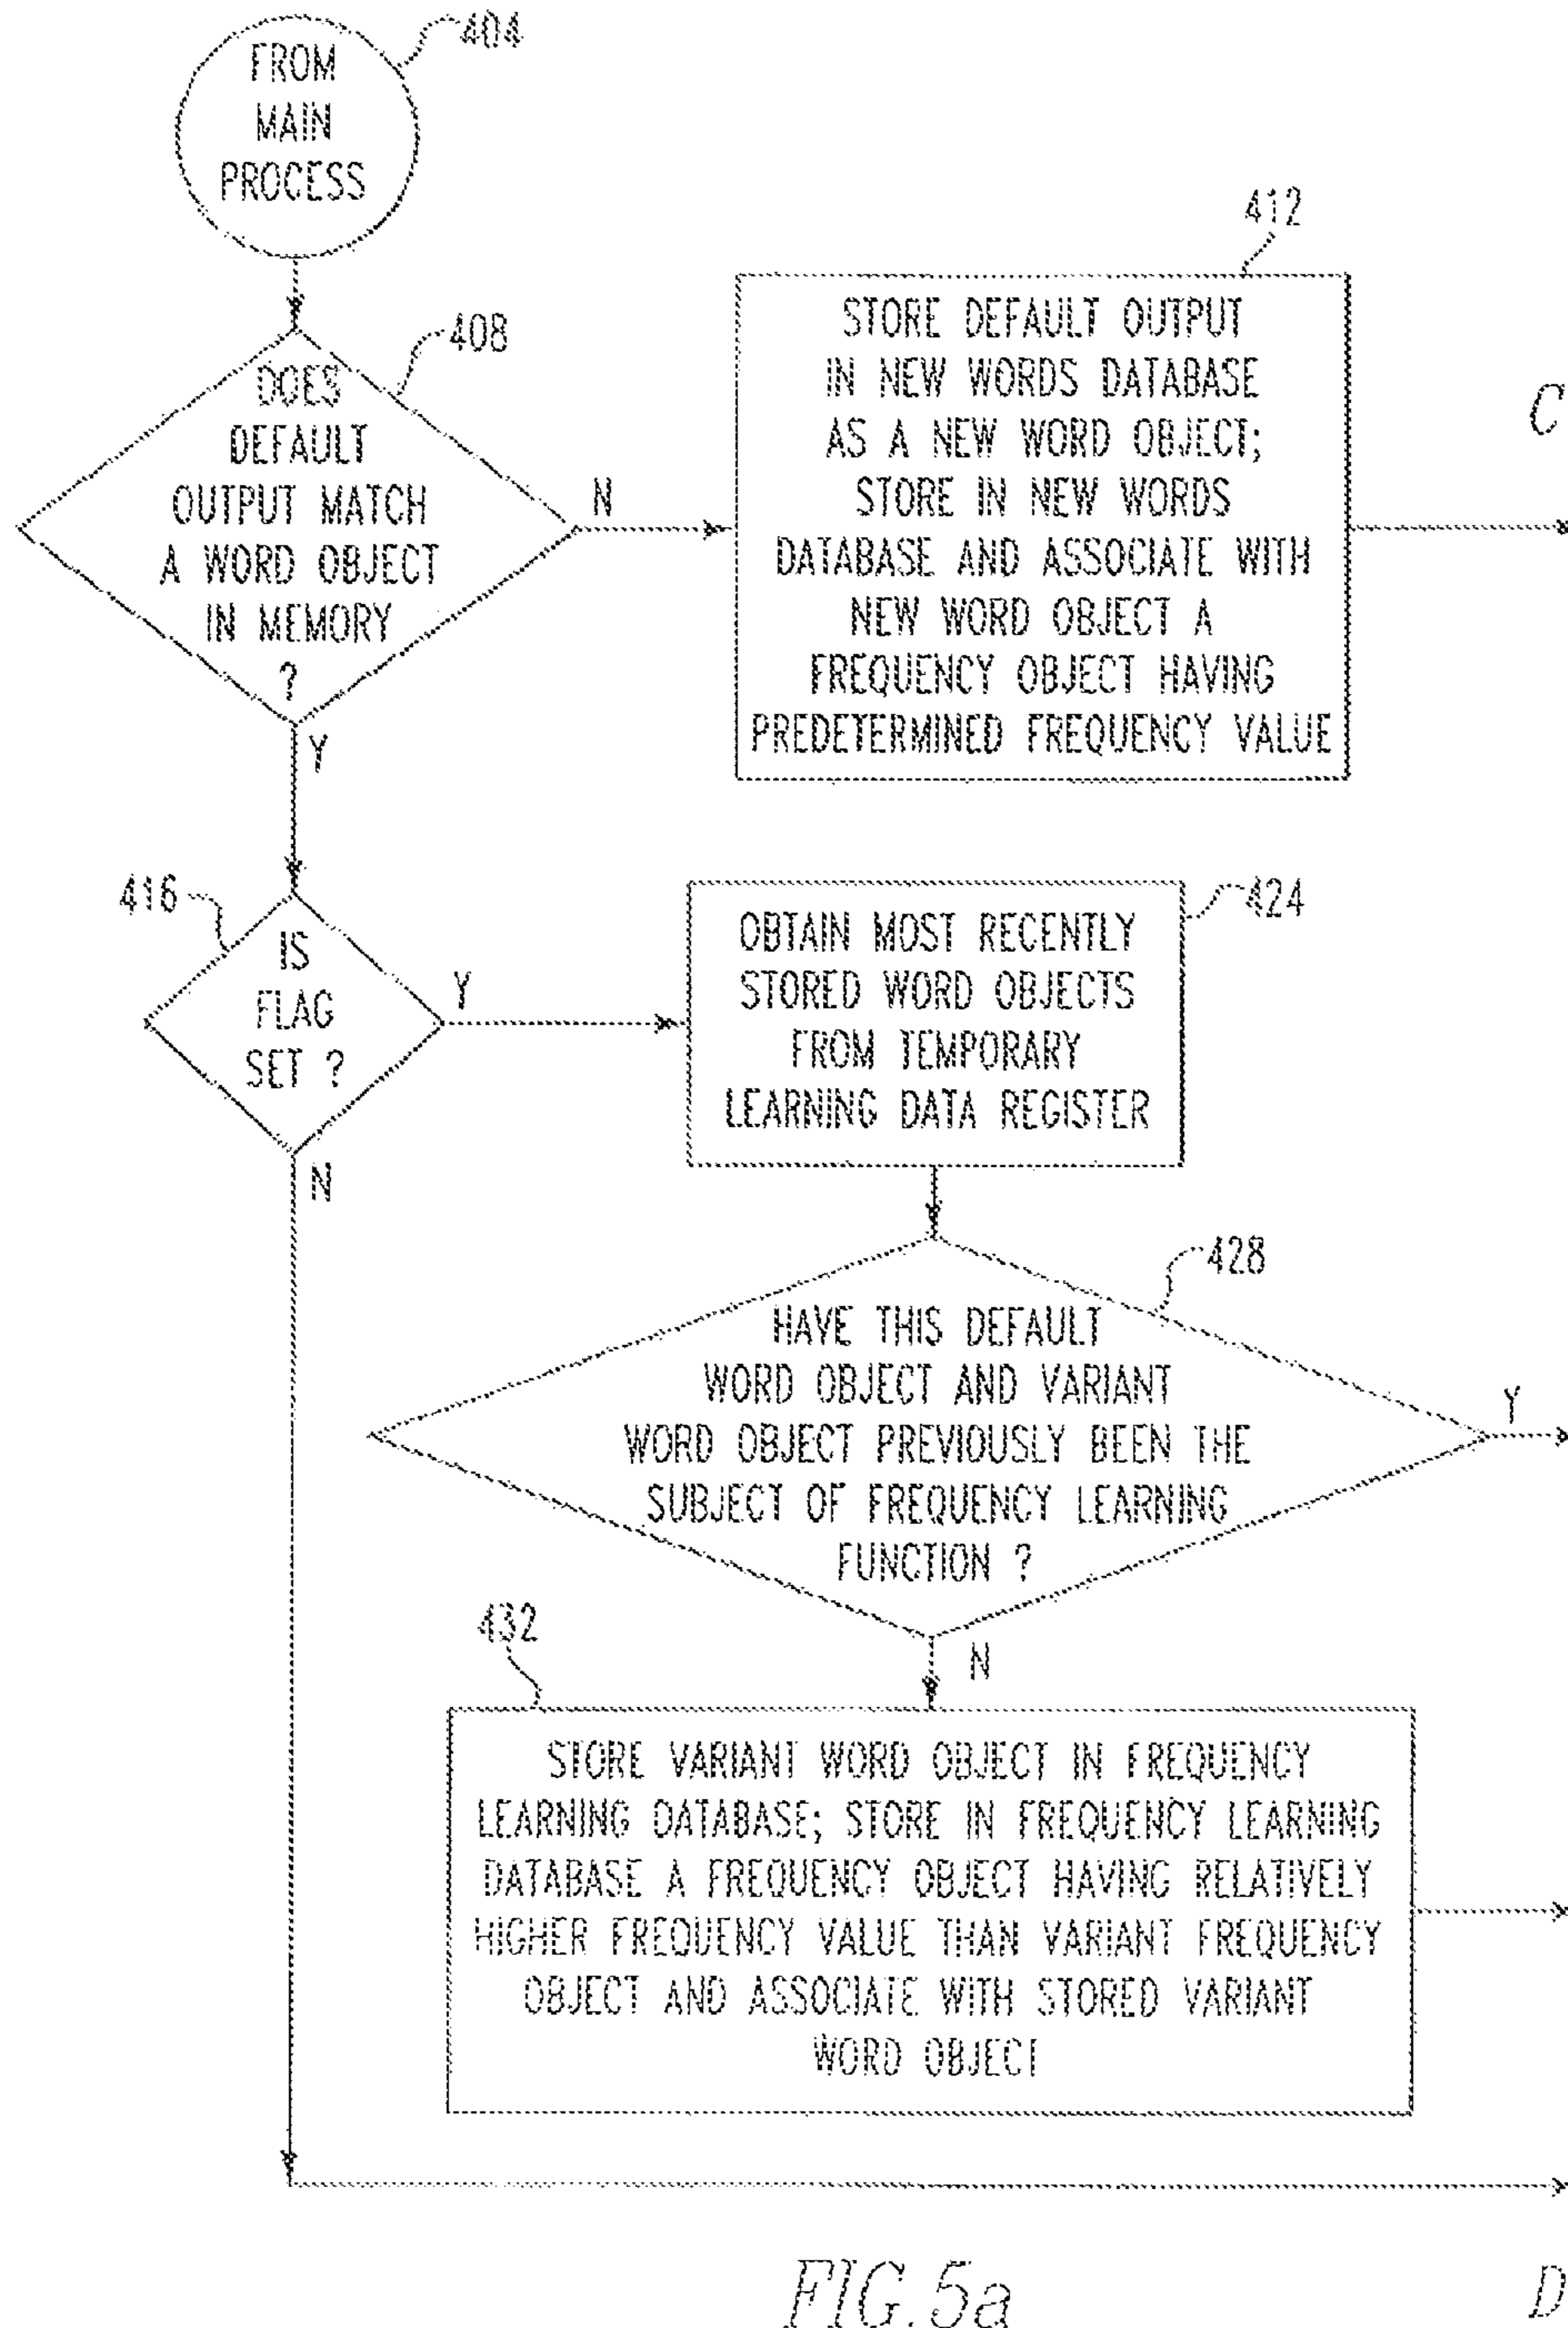 404
FROM
MAIN
PROCESS
408
DOES
DEFAULT
OUTPUT MATCH
A WORD OBJECT
IN MEMORY
?
N
Y
412
STORE DEFAULT OUTPUT
IN NEW WORDS DATABASE
AS A NEW WORD OBJECT;
STORE IN NEW WORDS
DATABASE AND ASSOCIATE WITH
NEW WORD OBJECT A
FREQUENCY OBJECT HAVING
PREDETERMINED FREQUENCY VALUE
C
416
IS
FLAG
SET ?
Y
N
424
OBTAIN MOST RECENTLY
STORED WORD OBJECTS
FROM TEMPORARY
LEARNING DATA REGISTER
428
HAVE THIS DEFAULT
WORD OBJECT AND VARIANT
WORD OBJECT PREVIOUSLY BEEN THE
SUBJECT OF FREQUENCY LEARNING
FUNCTION ?
Y
N
432
STORE VARIANT WORD OBJECT IN FREQUENCY
LEARNING DATABASE; STORE IN FREQUENCY LEARNING
DATABASE A FREQUENCY OBJECT HAVING RELATIVELY
HIGHER FREQUENCY VALUE THAN VARIANT FREQUENCY
OBJECT AND ASSOCIATE WITH STORED VARIANT
WORD OBJECT
FIG. 5a
D